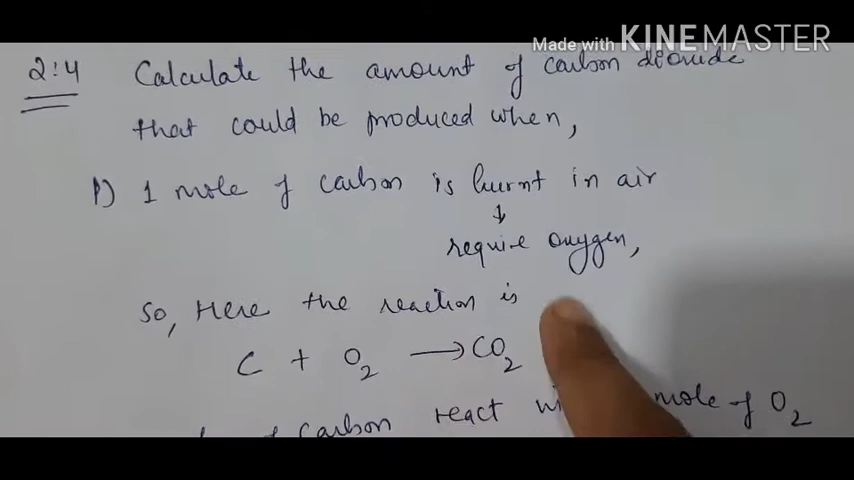 Made with KINEMASTER
2:4 Calculate the amount of carbon dioxide
that could be produced when,
1) 1 mole of carbon is burnt in air
↓
require oxygen,
So, Here the reaction is
C + O₂ → CO₂
of carbon react mole of O₂